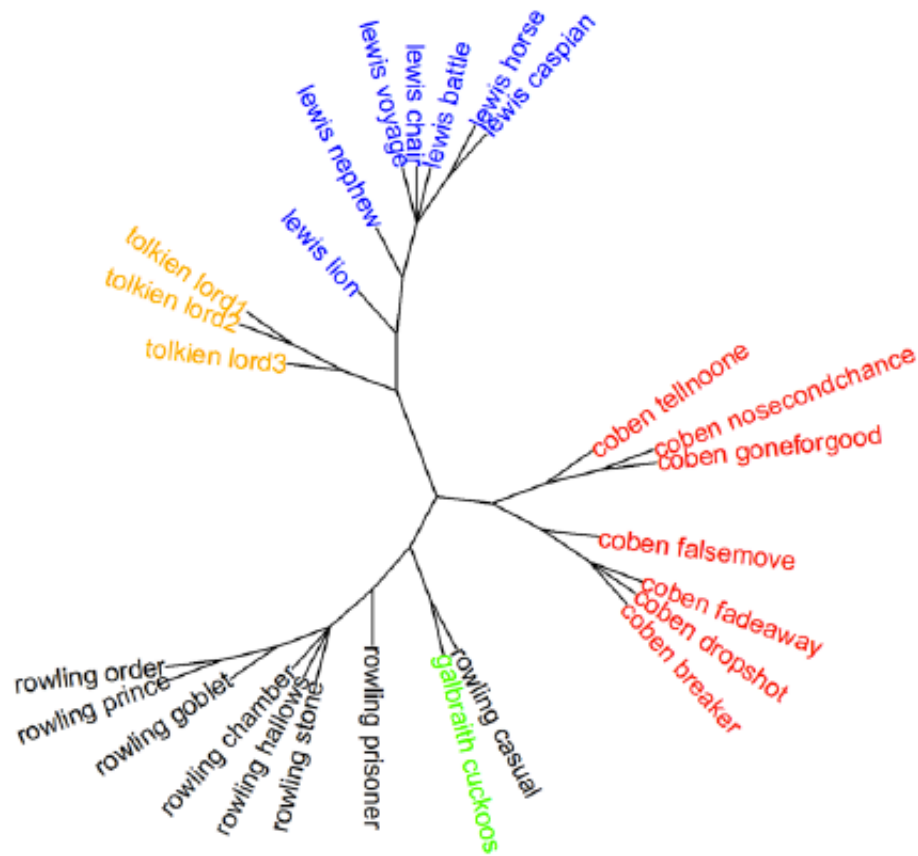 lewis voyage
lewis chair
lewis battle
lewis horse
lewis caspian
lewis nephew
lewis lion
tolkien lord1
tolkien lord2
tolkien lord3
coben tellnoone
coben nosecondchance
coben goneforgood
coben falsemove
coben fadeaway
coben dropshot
coben breaker
rowling order
rowling prince
rowling goblet
rowling chamber
rowling hallows
rowling stone
rowling prisoner
galbraith cuckoos
rowling casual